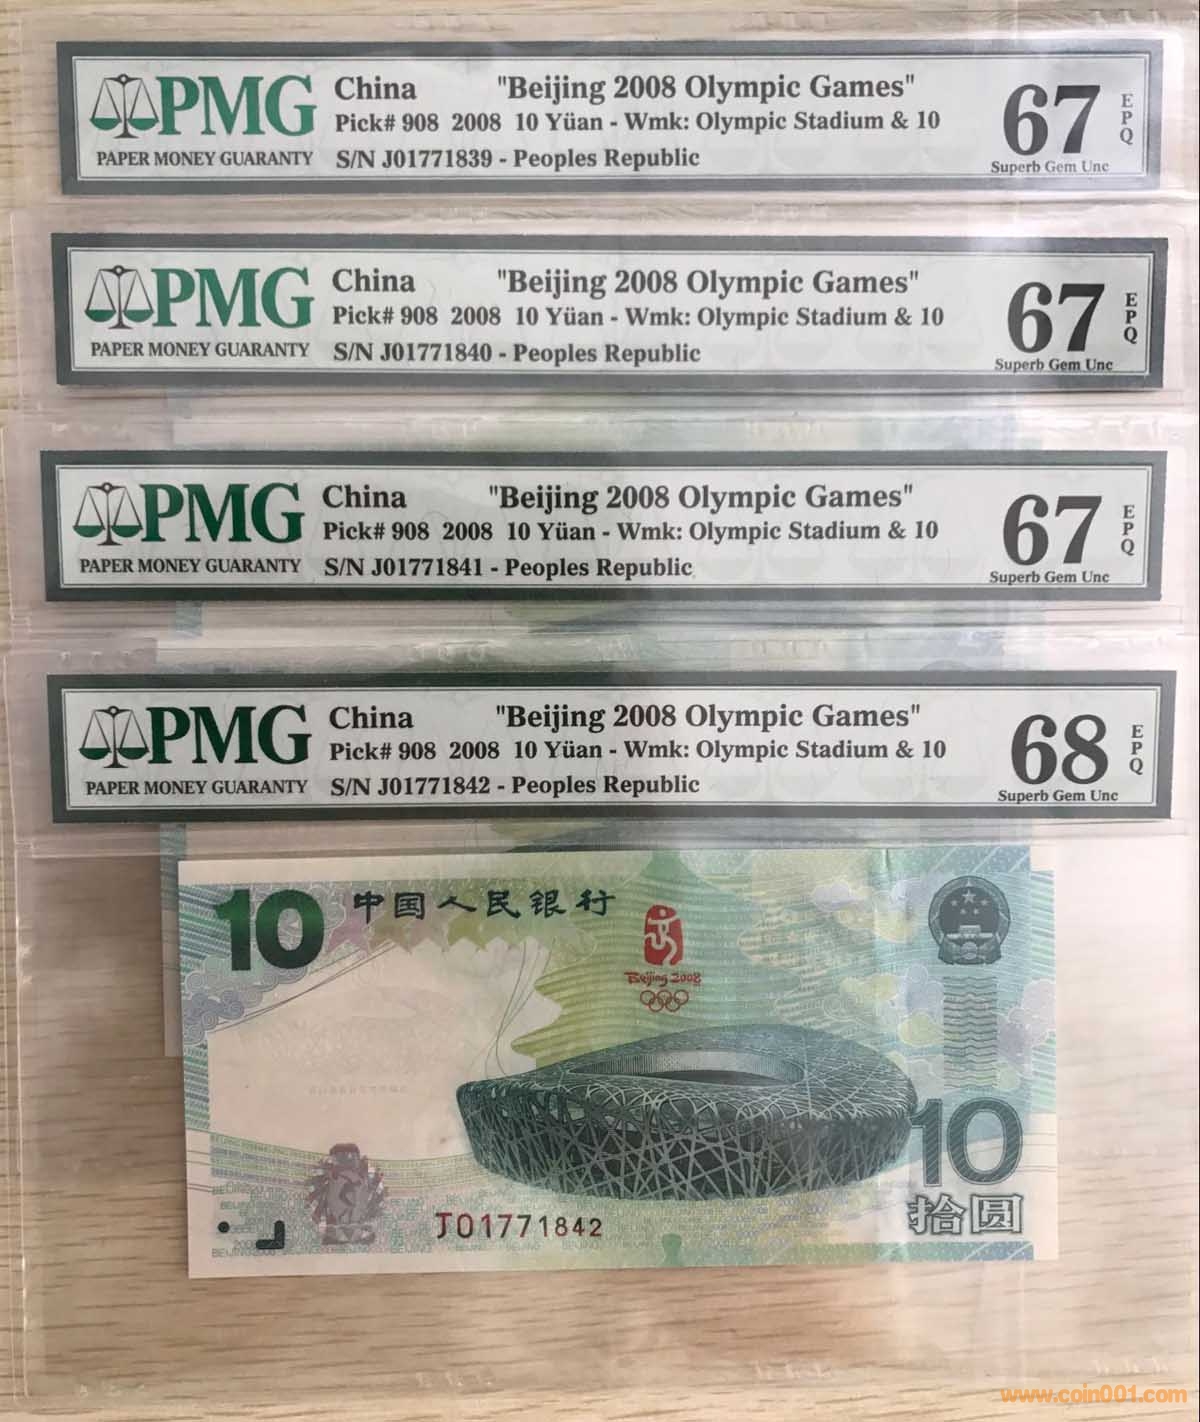 PMG
PAPER MONEY GUARANTY
China "Beijing 2008 Olympic Games"
Pick# 908 2008 10 Yüan - Wmk: Olympic Stadium & 10
S/N J01771839 - Peoples Republic
67
EPQ
Superb Gem Unc
PMG
PAPER MONEY GUARANTY
China "Beijing 2008 Olympic Games"
Pick# 908 2008 10 Yüan - Wmk: Olympic Stadium & 10
S/N J01771840 - Peoples Republic
67
EPQ
Superb Gem Unc
PMG
PAPER MONEY GUARANTY
China "Beijing 2008 Olympic Games"
Pick# 908 2008 10 Yüan - Wmk: Olympic Stadium & 10
S/N J01771841 - Peoples Republic
67
EPQ
Superb Gem Unc
PMG
PAPER MONEY GUARANTY
China "Beijing 2008 Olympic Games"
Pick# 908 2008 10 Yüan - Wmk: Olympic Stadium & 10
S/N J01771842 - Peoples Republic
68
EPQ
Superb Gem Unc
10 中国人民银行
Beijing 2008
10
拾圆
J01771842
www.coin001.com